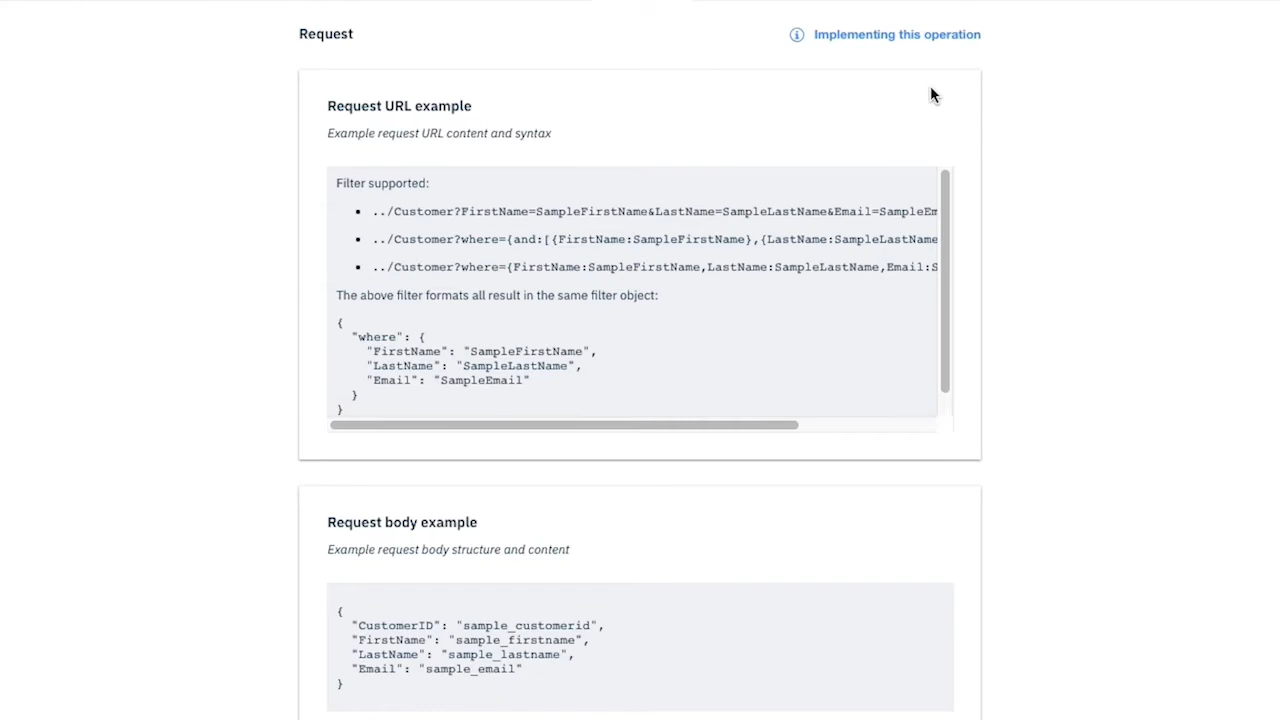 Request
Implementing this operation
Request URL example
Example request URL content and syntax
Filter supported:
../Customer?FirstName=SampleFirstName&LastName=SampleLastName&Email=SampleEm
../Customer?where={and:[{FirstName:SampleFirstName},{LastName:SampleLastName
../Customer?where={FirstName:SampleFirstName,LastName:SampleLastName,Email:S
The above filter formats all result in the same filter object:
{
"where": {
"FirstName": "SampleFirstName",
"LastName": "SampleLastName",
"Email": "SampleEmail"
}
}
Request body example
Example request body structure and content
{
"CustomerID": "sample_customerid",
"FirstName": "sample_firstname",
"LastName": "sample_lastname",
"Email": "sample_email"
}